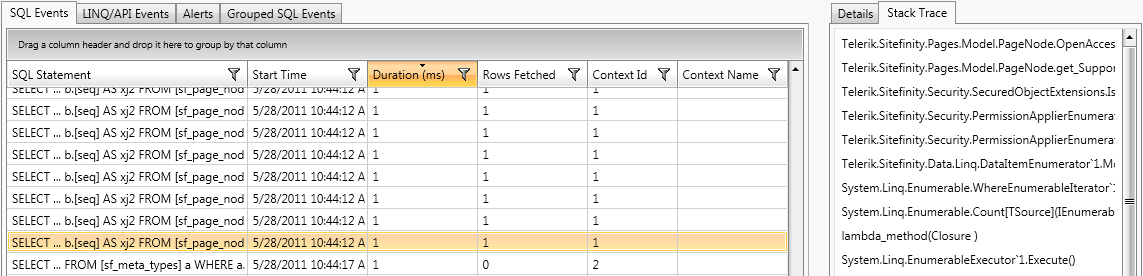 SQL Events LINQ/API Events Alerts Grouped SQL Events
Drag a column header and drop it here to group by that column
SQL Statement Start Time Duration (ms) Rows Fetched Context Id Context Name
SELECT ... b.[seq] AS xj2 FROM [sf_page_nod 5/28/2011 10:44:12 A 1 1 1
SELECT ... b.[seq] AS xj2 FROM [sf_page_nod 5/28/2011 10:44:12 A 1 1 1
SELECT ... b.[seq] AS xj2 FROM [sf_page_nod 5/28/2011 10:44:12 A 1 1 1
SELECT ... b.[seq] AS xj2 FROM [sf_page_nod 5/28/2011 10:44:12 A 1 1 1
SELECT ... b.[seq] AS xj2 FROM [sf_page_nod 5/28/2011 10:44:12 A 1 1 1
SELECT ... b.[seq] AS xj2 FROM [sf_page_nod 5/28/2011 10:44:12 A 1 1 1
SELECT ... b.[seq] AS xj2 FROM [sf_page_nod 5/28/2011 10:44:12 A 1 1 1
SELECT ... b.[seq] AS xj2 FROM [sf_page_nod 5/28/2011 10:44:12 A 1 1 1
SELECT ... FROM [sf_meta_types] a WHERE a. 5/28/2011 10:44:17 A 1 0 2
Details Stack Trace
Telerik.Sitefinity.Pages.Model.PageNode.OpenAcces
Telerik.Sitefinity.Pages.Model.PageNode.get_Suppo
Telerik.Sitefinity.Security.SecuredObjectExtensions.Is
Telerik.Sitefinity.Security.PermissionApplierEnumera
Telerik.Sitefinity.Security.PermissionApplierEnumera
Telerik.Sitefinity.Data.Linq.DataItemEnumerator`1.M
System.Linq.Enumerable.WhereEnumerableIterator`1
System.Linq.Enumerable.Count[TSource](IEnumerab
lambda_method(Closure )
System.Linq.EnumerableExecutor`1.Execute()